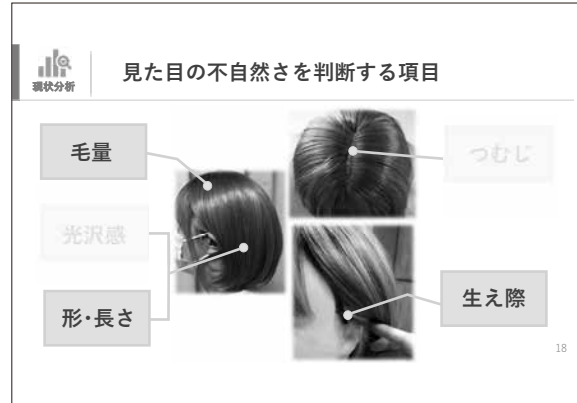 現状分析
見た目の不自然さを判断する項目
毛量
つむじ
光沢感
形・長さ
生え際
18